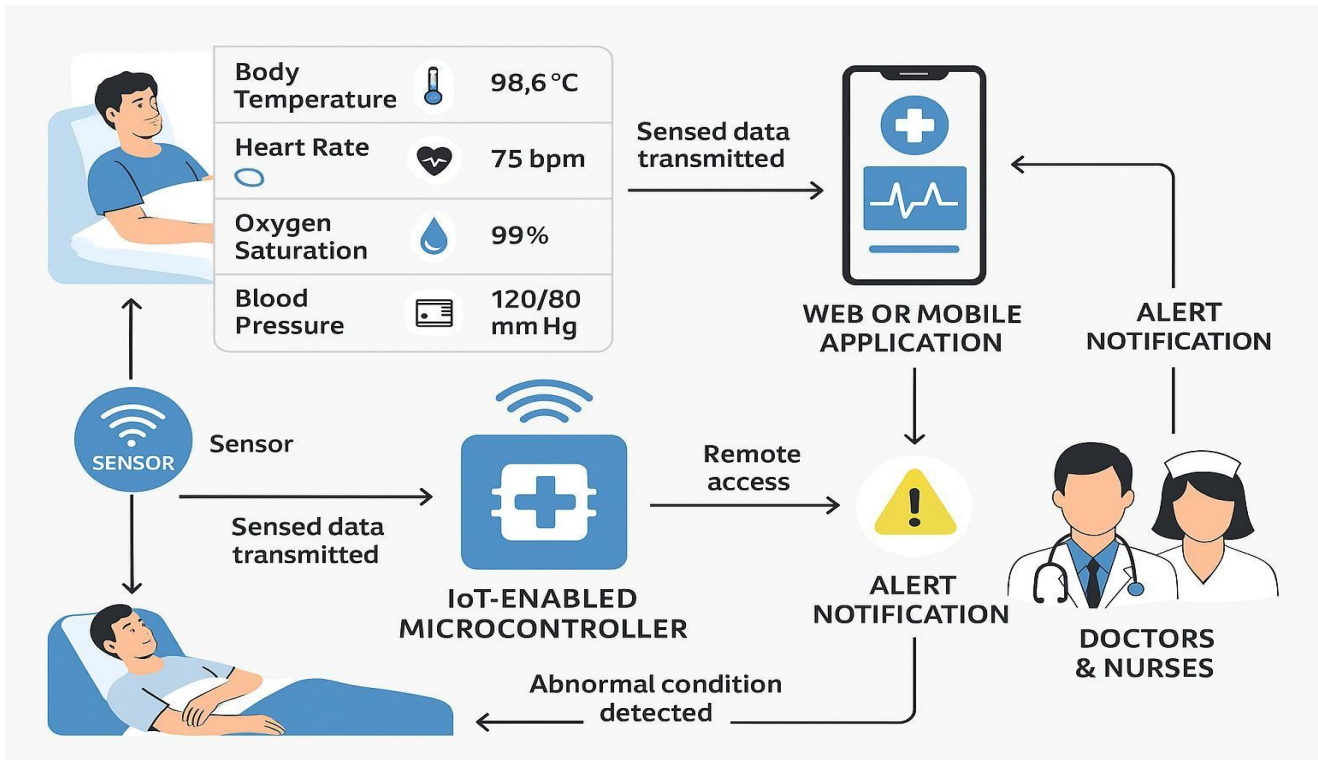 Body
Temperature
98,6 °C
Heart Rate
75 bpm
Oxygen
Saturation
99%
Blood
Pressure
120/80
mm Hg
Sensed data
transmitted
WEB OR MOBILE
APPLICATION
ALERT
NOTIFICATION
SENSOR
Sensor
Sensed data
transmitted
IoT-ENABLED
MICROCONTROLLER
Remote
access
ALERT
NOTIFICATION
DOCTORS
& NURSES
Abnormal condition
detected